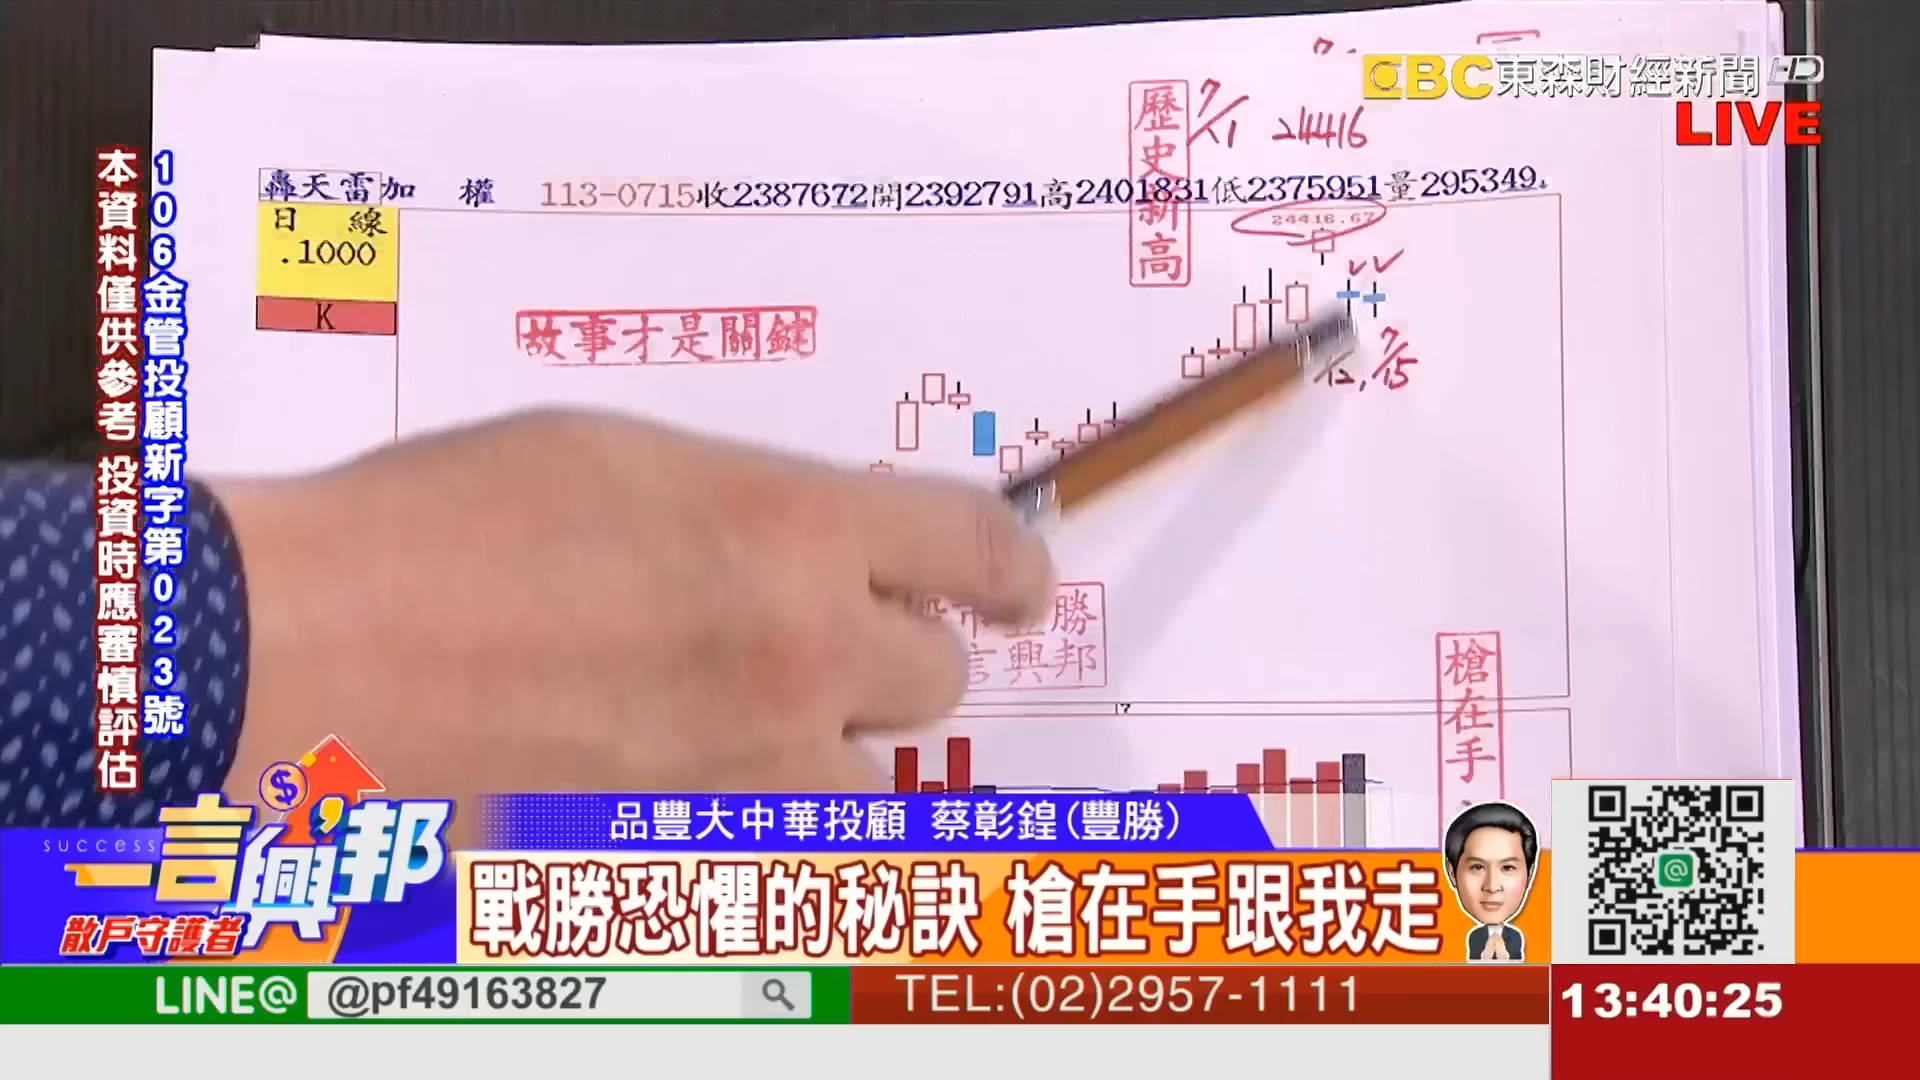 EBC東森財經新聞HD
LIVE
歷史新高
7/11 24416
轟天雷加 權 113-0715收2387672開2392791高2401831低2375951量295349.
24416.67
日 線
.1000
K
故事才是關鍵
12, 7/15
勝
言興邦
7
槍在手
106金管投顧新字第023號
本資料僅供參考 投資時應審慎評估
$
success
一言興邦
散戶守護者
品豐大中華投顧 蔡彰鍠(豐勝)
戰勝恐懼的秘訣 槍在手跟我走
@
LINE@ @pf49163827
TEL:(02)2957-1111
13:40:25